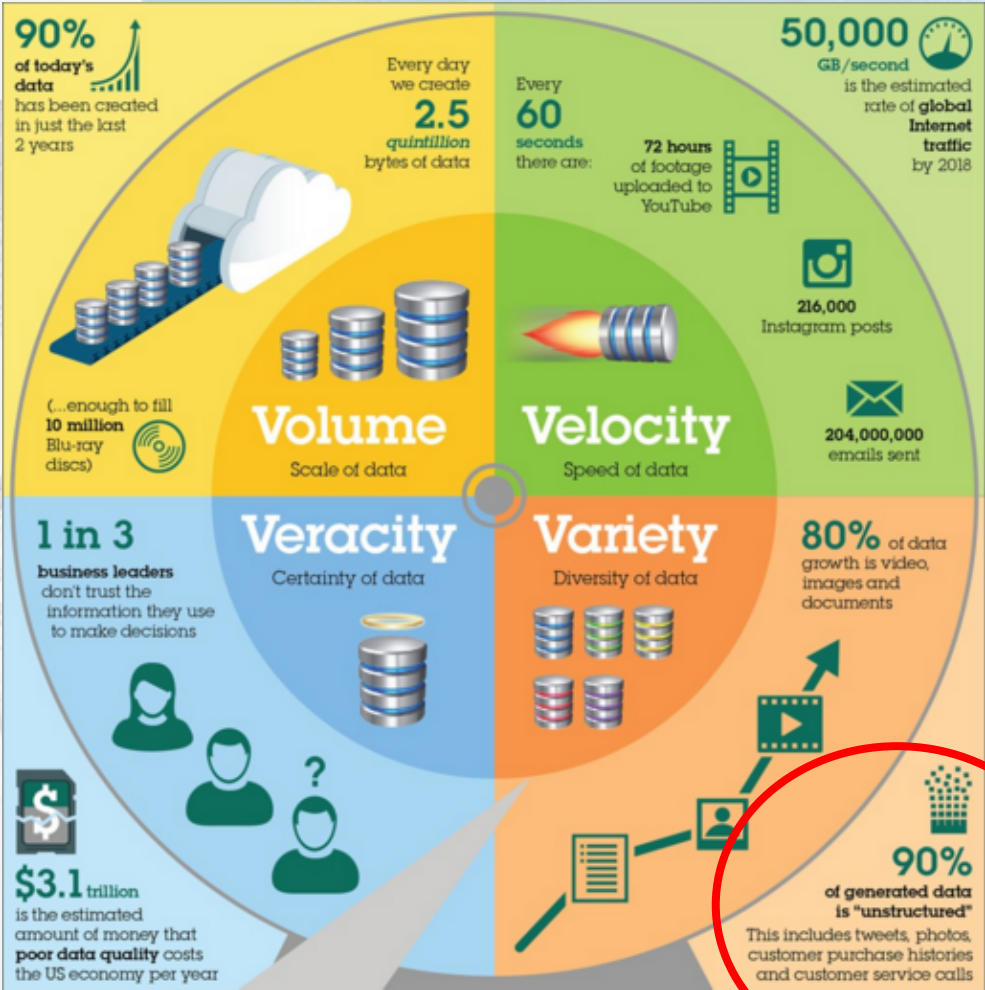 90%
of today's
data
has been created
in just the last
2 years
Every day
we create
2.5
quintillion
bytes of data
(...enough to fill
10 million
Blu-ray
discs)
Volume
Scale of data
Every
60
seconds
there are:
72 hours
of footage
uploaded to
YouTube
50,000
GB/second
is the estimated
rate of global
Internet
traffic
by 2018
216,000
Instagram posts
204,000,000
emails sent
Velocity
Speed of data
Veracity
Certainty of data
1 in 3
business leaders
don't trust the
information they use
to make decisions
?
$
$3.1 trillion
is the estimated
amount of money that
poor data quality costs
the US economy per year
Variety
Diversity of data
80% of data
growth is video,
images and
documents
90%
of generated data
is "unstructured"
This includes tweets, photos,
customer purchase histories
and customer service calls